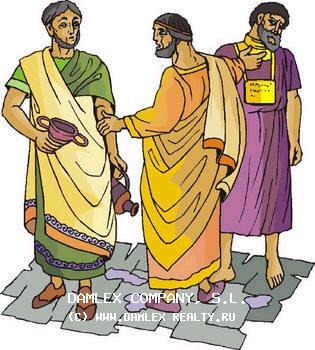 DAMLEX COMPANY. S.L.
(C) WWW.DAMLEX REALTY.RU